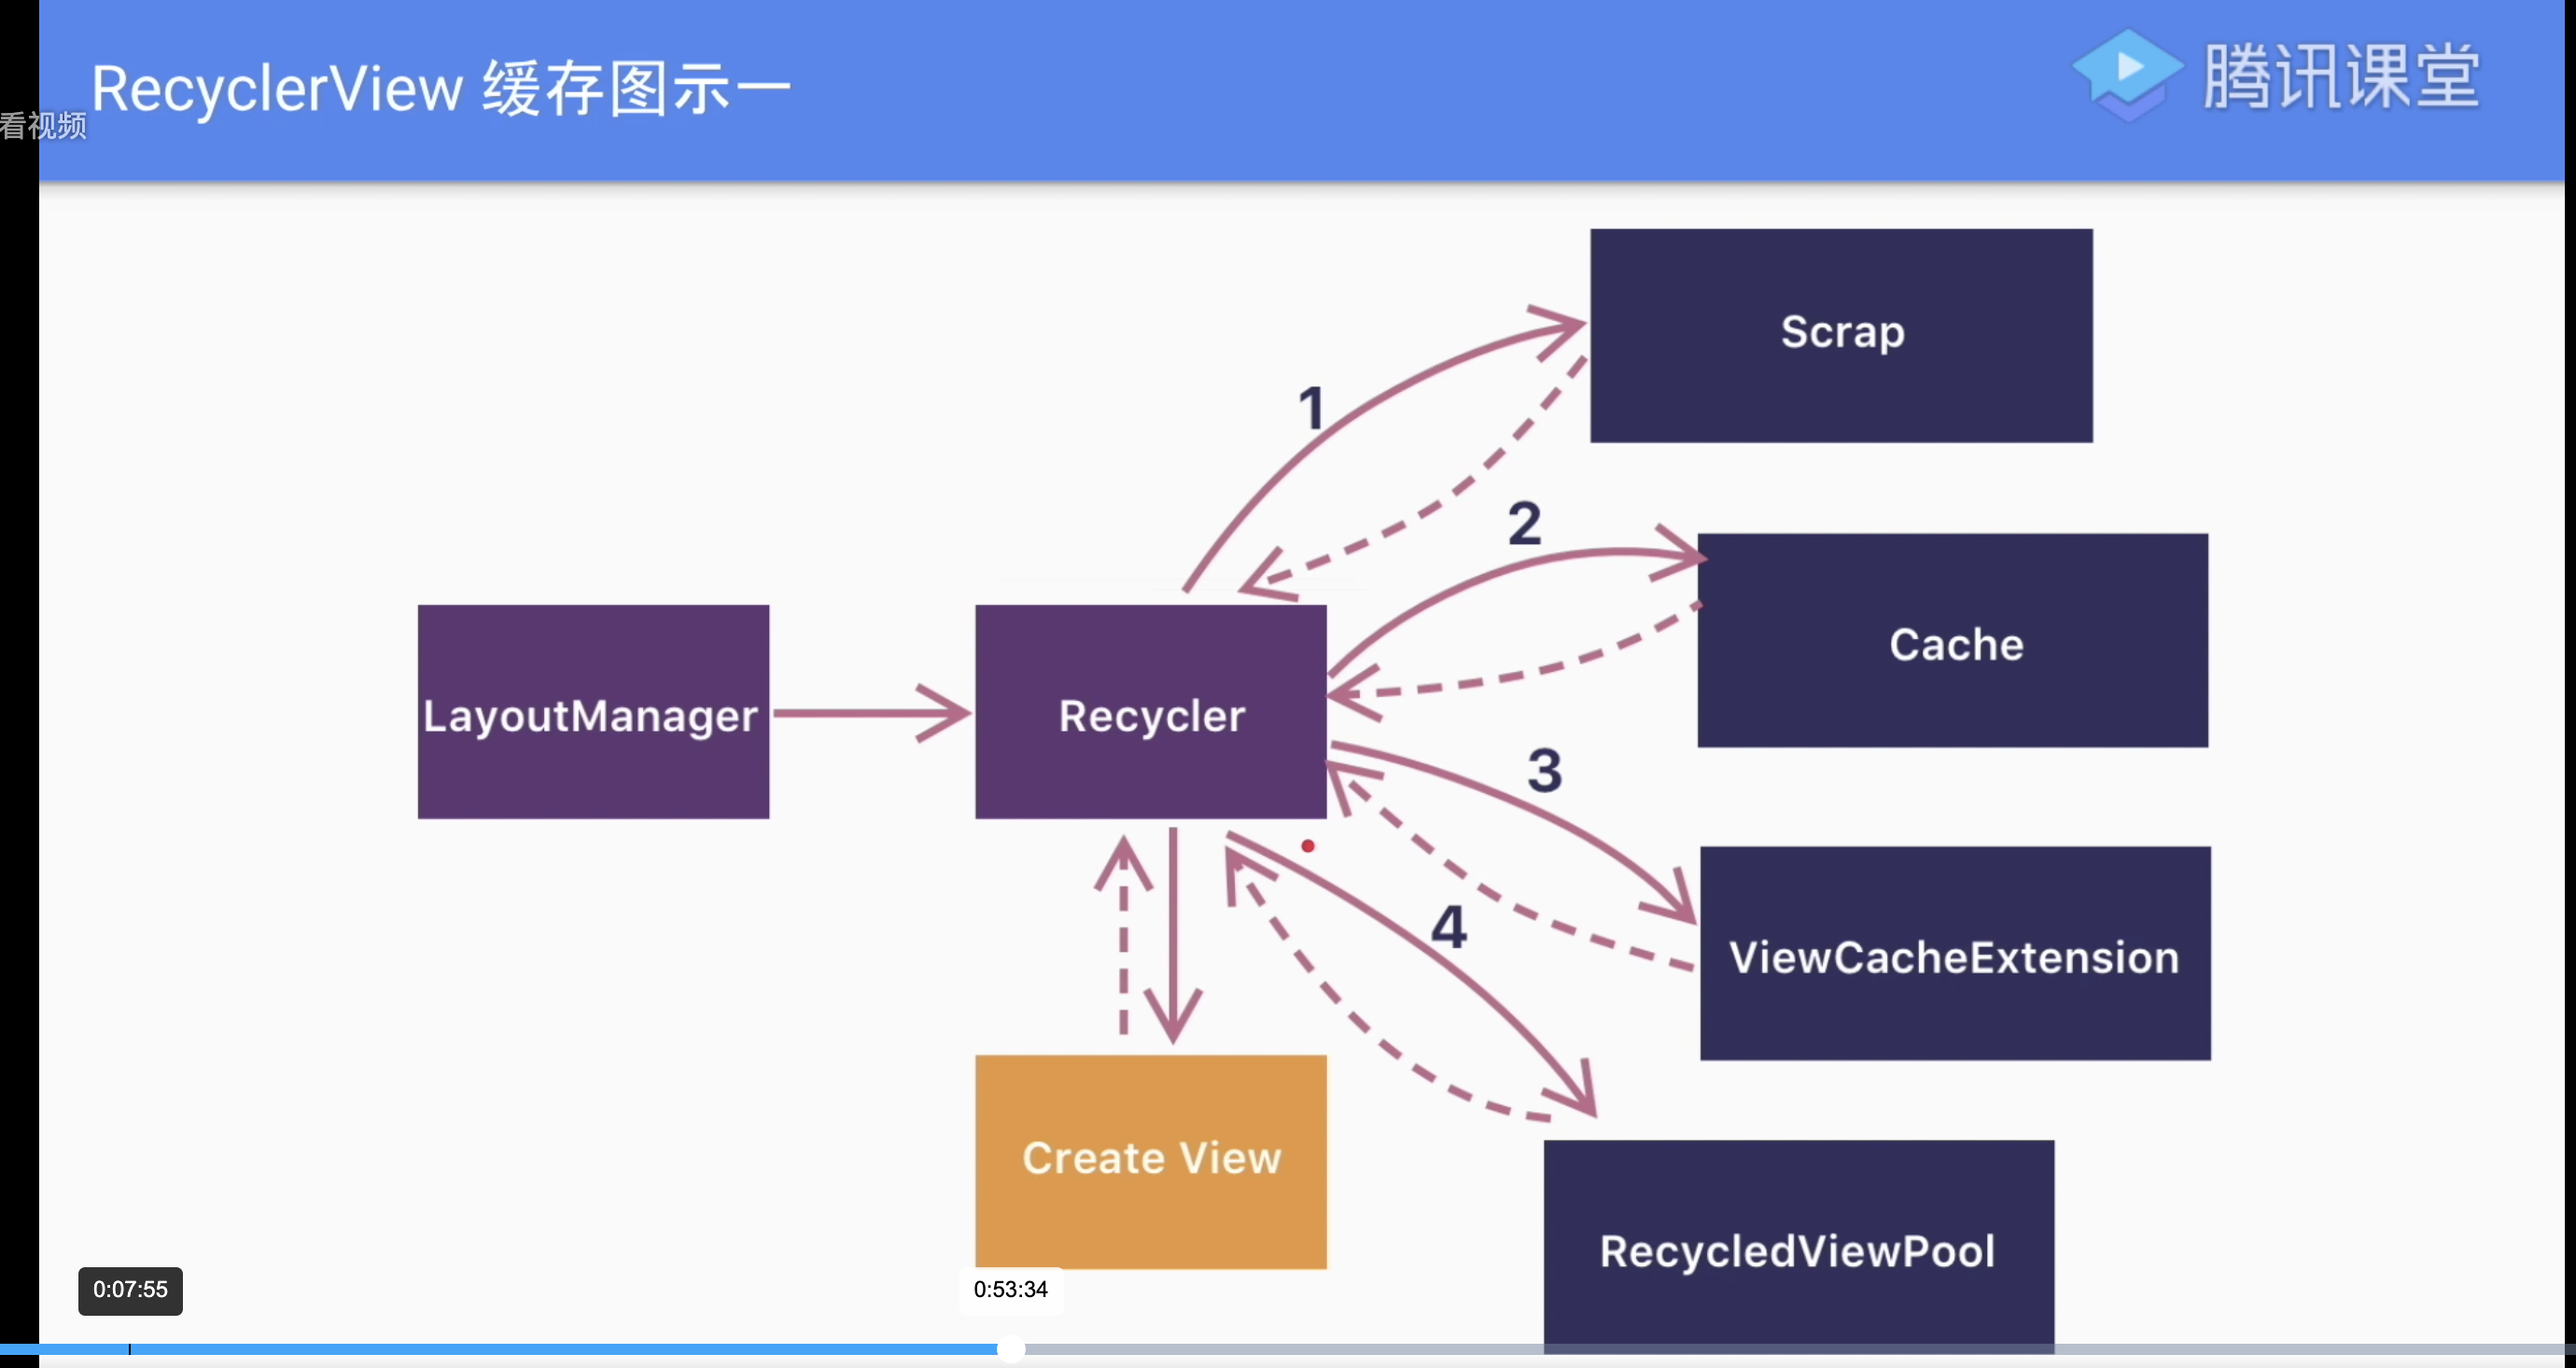 RecyclerView 缓存图示一
腾讯课堂
看视频
Scrap
1
2
Cache
LayoutManager
Recycler
3
4
ViewCacheExtension
Create View
RecycledViewPool
0:07:55
0:53:34